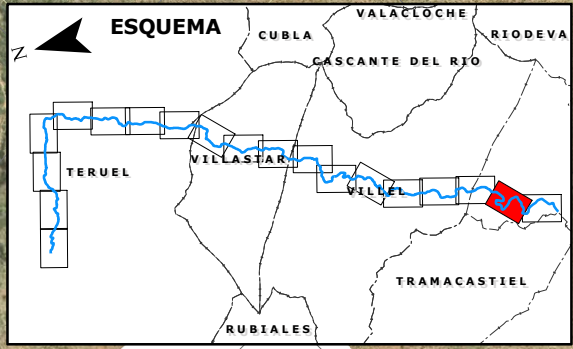 ESQUEMA
N
VALACLOCHE
CUBLA
RIODEVA
CASCANTE DEL RIO
VILLASTAR
TERUEL
VILLEL
TRAMACASTIEL
RUBIALES